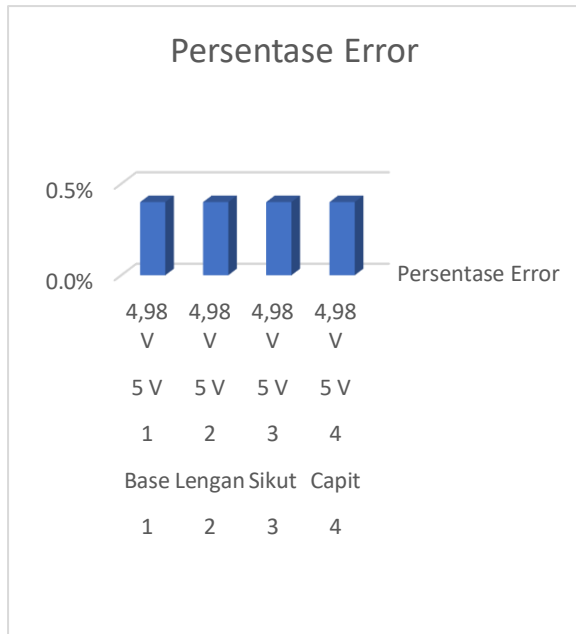 Persentase Error
0.5%
0.0%
Persentase Error
4,98 V 4,98 V 4,98 V 4,98 V
5 V 5 V 5 V 5 V
1 2 3 4
Base Lengan Sikut Capit
1 2 3 4